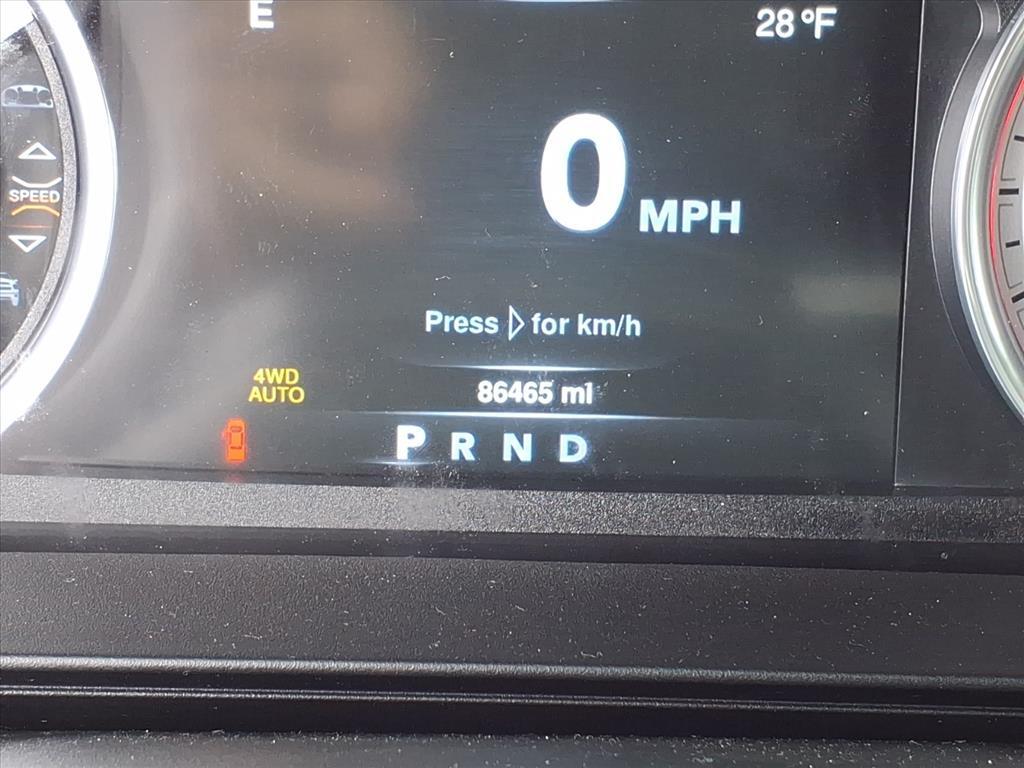 E
28 °F
SPEED
0 MPH
Press ▷ for km/h
4WD
AUTO
86465 mi
P R N D